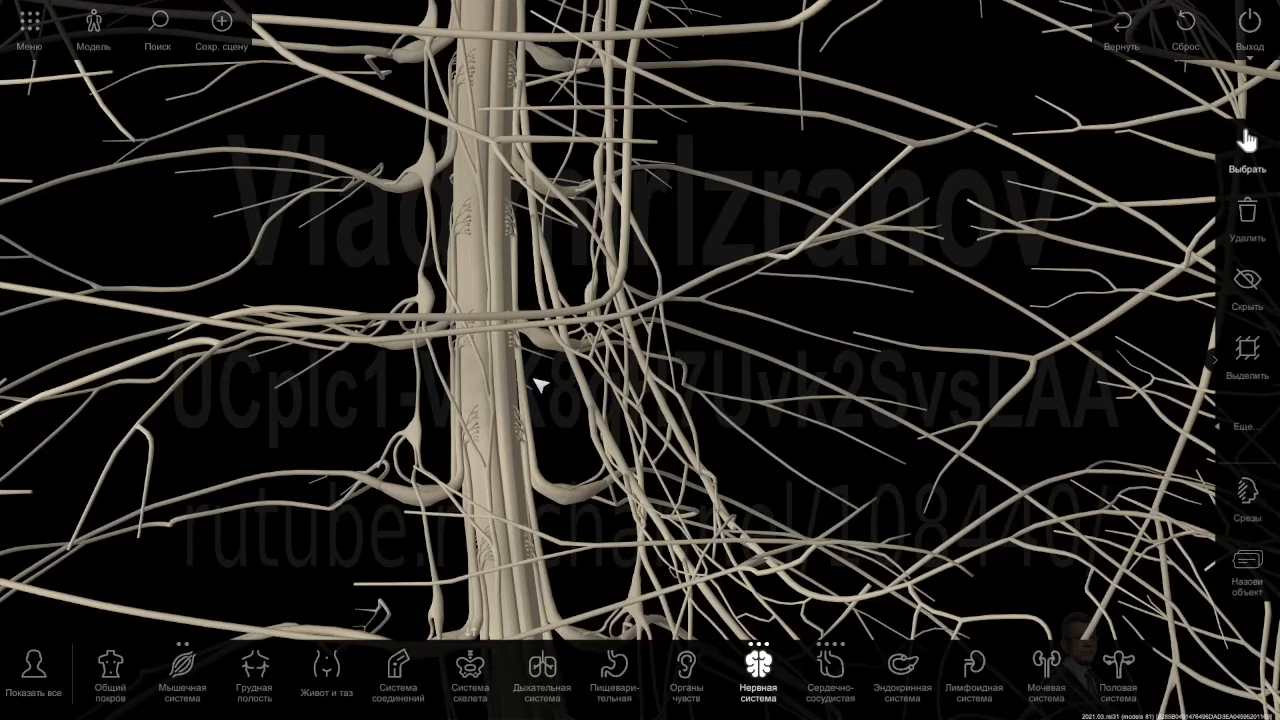 Меню
Модель
Поиск
Сохр. сцену
Вернуть
Сброс
Выход
Выбрать
Удалить
Скрыть
Выделить
Еще...
Срезы
Назови
объект
Показать все
Общий
покров
Мышечная
система
Грудная
полость
Живот и таз
Система
соединений
Система
скелета
Дыхательная
система
Пищевари-
тельная
Органы
чувств
Нервная
система
Сердечно-
сосудистая
Эндокринная
система
Лимфоидная
система
Мочевая
система
Половая
система